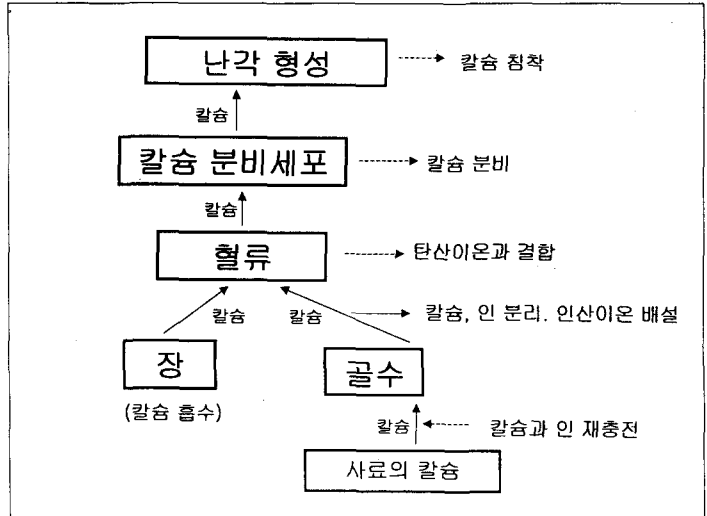 난각 형성
칼슘 침착
칼슘
칼슘 분비세포
칼슘 분비
칼슘
혈류
탄산이온과 결합
칼슘 칼슘
칼슘, 인 분리. 인산이온 배설
장
골수
(칼슘 흡수)
칼슘
칼슘과 인 재충전
사료의 칼슘